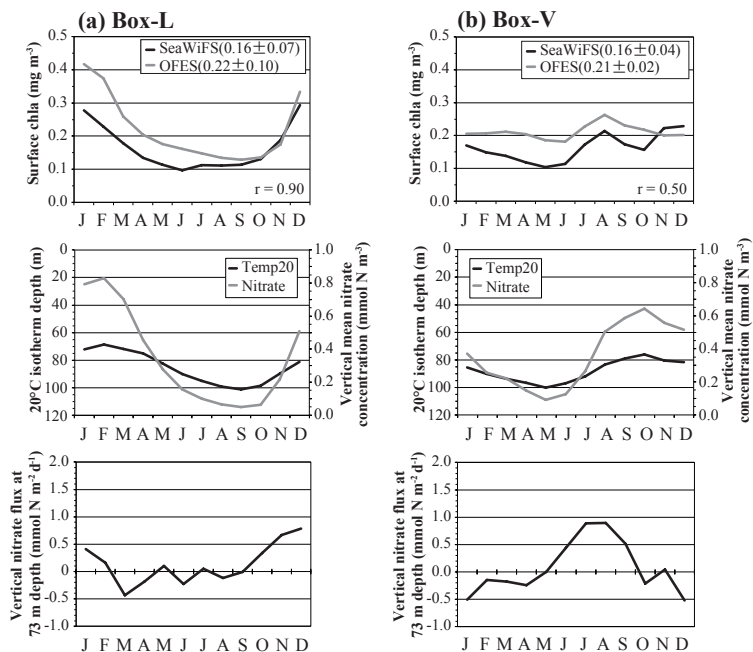 (a) Box-L
Surface chla (mg m-3)
0.5
0.4
0.3
0.2
0.1
0.0
SeaWiFS(0.16±0.07)
OFES(0.22±0.10)
r = 0.90
J F M A M J J A S O N D
20°C isotherm depth (m)
0
20
40
60
80
100
120
Temp20
Nitrate
1.0
0.8
0.6
0.4
0.2
0.0
Vertical mean nitrate
concentration (mmol N m-3)
J F M A M J J A S O N D
Vertical nitrate flux at
73 m depth (mmol N m-2 d-1)
2.0
1.5
1.0
0.5
0
-0.5
-1.0
J F M A M J J A S O N D
(b) Box-V
Surface chla (mg m-3)
0.5
0.4
0.3
0.2
0.1
0.0
SeaWiFS(0.16±0.04)
OFES(0.21±0.02)
r = 0.50
J F M A M J J A S O N D
20°C isotherm depth (m)
0
20
40
60
80
100
120
Temp20
Nitrate
1.0
0.8
0.6
0.4
0.2
0.0
Vertical mean nitrate
concentration (mmol N m-3)
J F M A M J J A S O N D
Vertical nitrate flux at
73 m depth (mmol N m-2 d-1)
2.0
1.5
1.0
0.5
0
-0.5
-1.0
J F M A M J J A S O N D